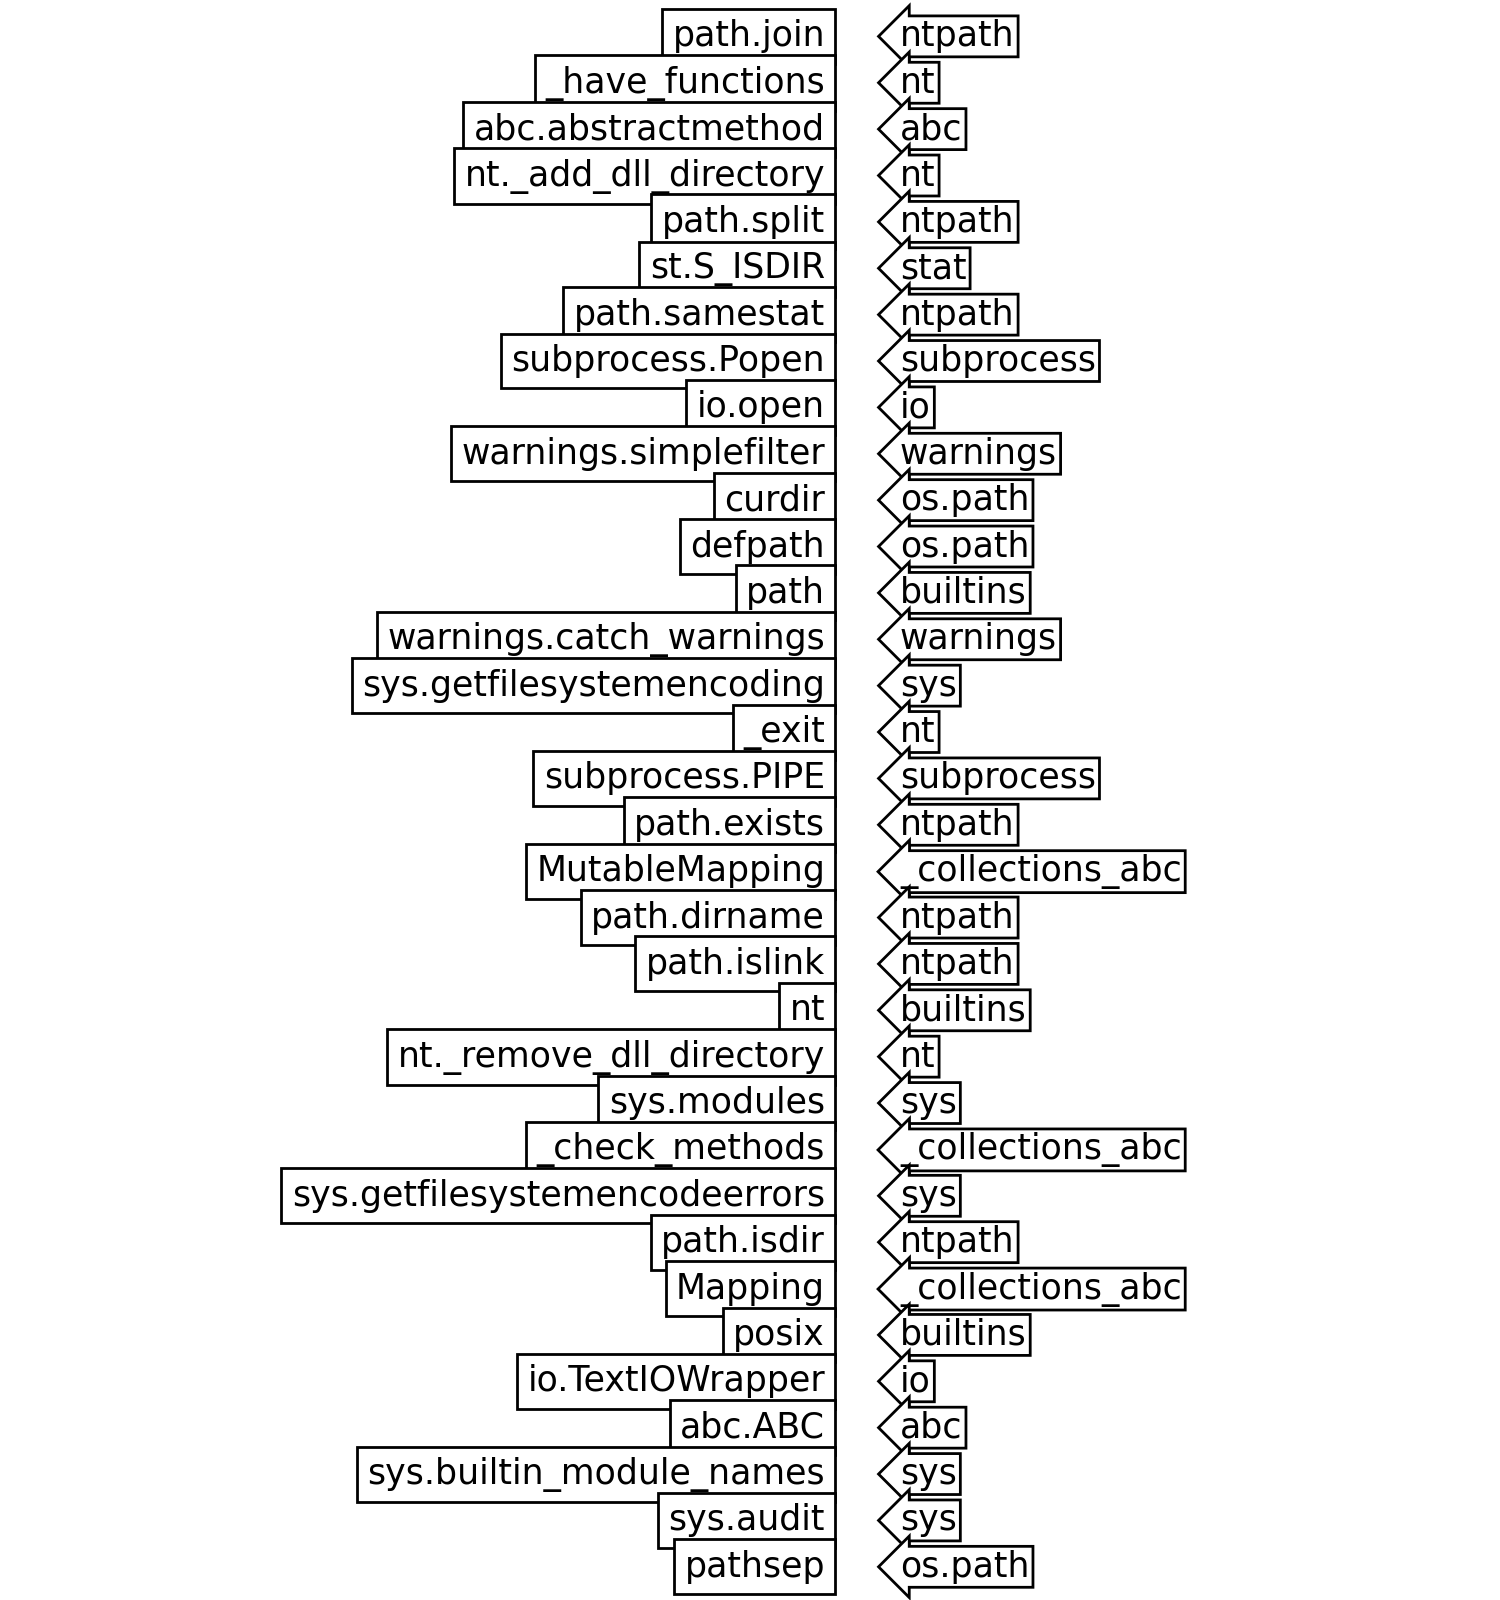 path.join ntpath
_have_functions nt
abc.abstractmethod abc
nt._add_dll_directory nt
path.split ntpath
st.S_ISDIR stat
path.samestat ntpath
subprocess.Popen subprocess
io.open io
warnings.simplefilter warnings
curdir os.path
defpath os.path
path builtins
warnings.catch_warnings warnings
sys.getfilesystemencoding sys
_exit nt
subprocess.PIPE subprocess
path.exists ntpath
MutableMapping _collections_abc
path.dirname ntpath
path.islink ntpath
nt builtins
nt._remove_dll_directory nt
sys.modules sys
_check_methods _collections_abc
sys.getfilesystemencodeerrors sys
path.isdir ntpath
Mapping _collections_abc
posix builtins
io.TextIOWrapper io
abc.ABC abc
sys.builtin_module_names sys
sys.audit sys
pathsep os.path